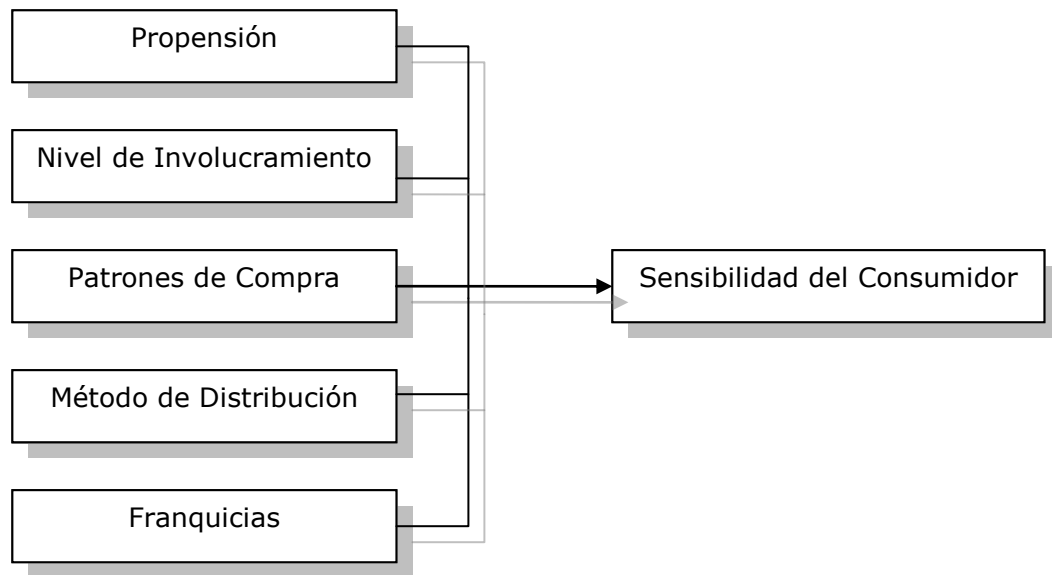 Propensión
Nivel de Involucramiento
Patrones de Compra
Sensibilidad del Consumidor
Método de Distribución
Franquicias